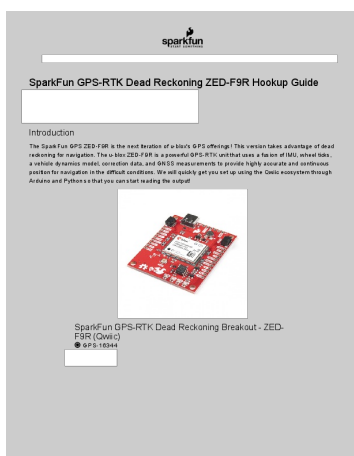 sparkfun
START SOMETHING
SparkFun GPS-RTK Dead Reckoning ZED-F9R Hookup Guide
Introduction
The SparkFun GPS ZED-F9R is the next iteration of u-blox's GPS offerings! This version takes advantage of dead
reckoning for navigation. The u-blox ZED-F9R is a powerful GPS-RTK unit that uses a fusion of IMU, wheel ticks,
a vehicle dynamics model, correction data, and GNSS measurements to provide highly accurate and continuous
position for navigation in the difficult conditions. We will quickly get you set up using the Qwiic ecosystem through
Arduino and Python so that you can start reading the output!
SparkFun GPS-RTK Dead Reckoning Breakout - ZED-
F9R (Qwiic)
GPS-16344